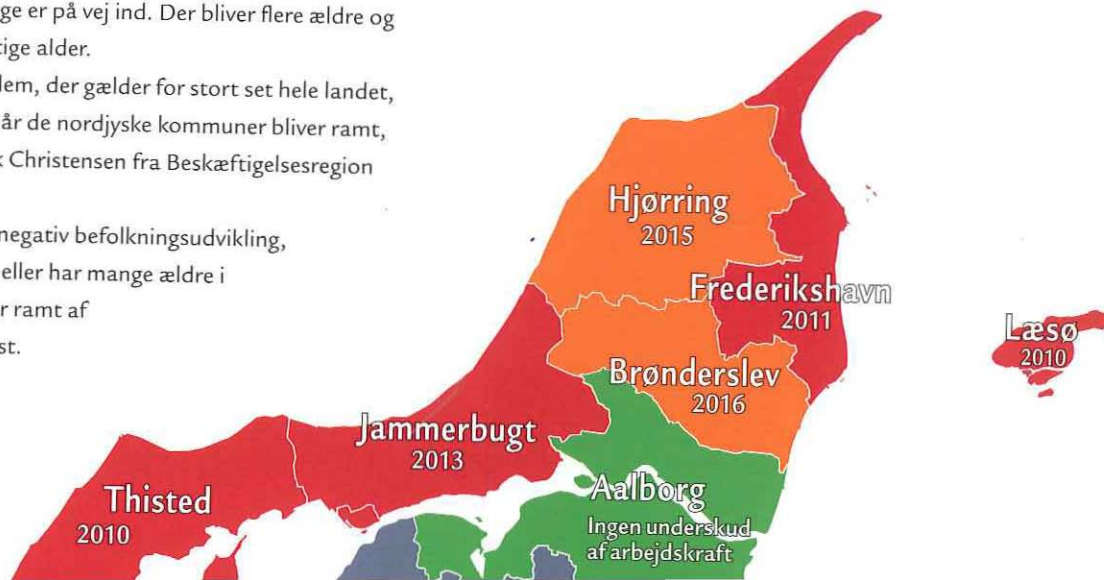 ge er på vej ind. Der bliver flere ældre og
tige alder.
lem, der gælder for stort set hele landet,
år de nordjyske kommuner bliver ramt,
k Christensen fra Beskæftigelsesregion
negativ befolkningsudvikling,
eller har mange ældre i
r ramt af
st.
Hjørring
2015
Frederikshavn
2011
Læsø
2010
Brønderslev
2016
Jammerbugt
2013
Aalborg
Ingen underskud
af arbejdskraft
Thisted
2010